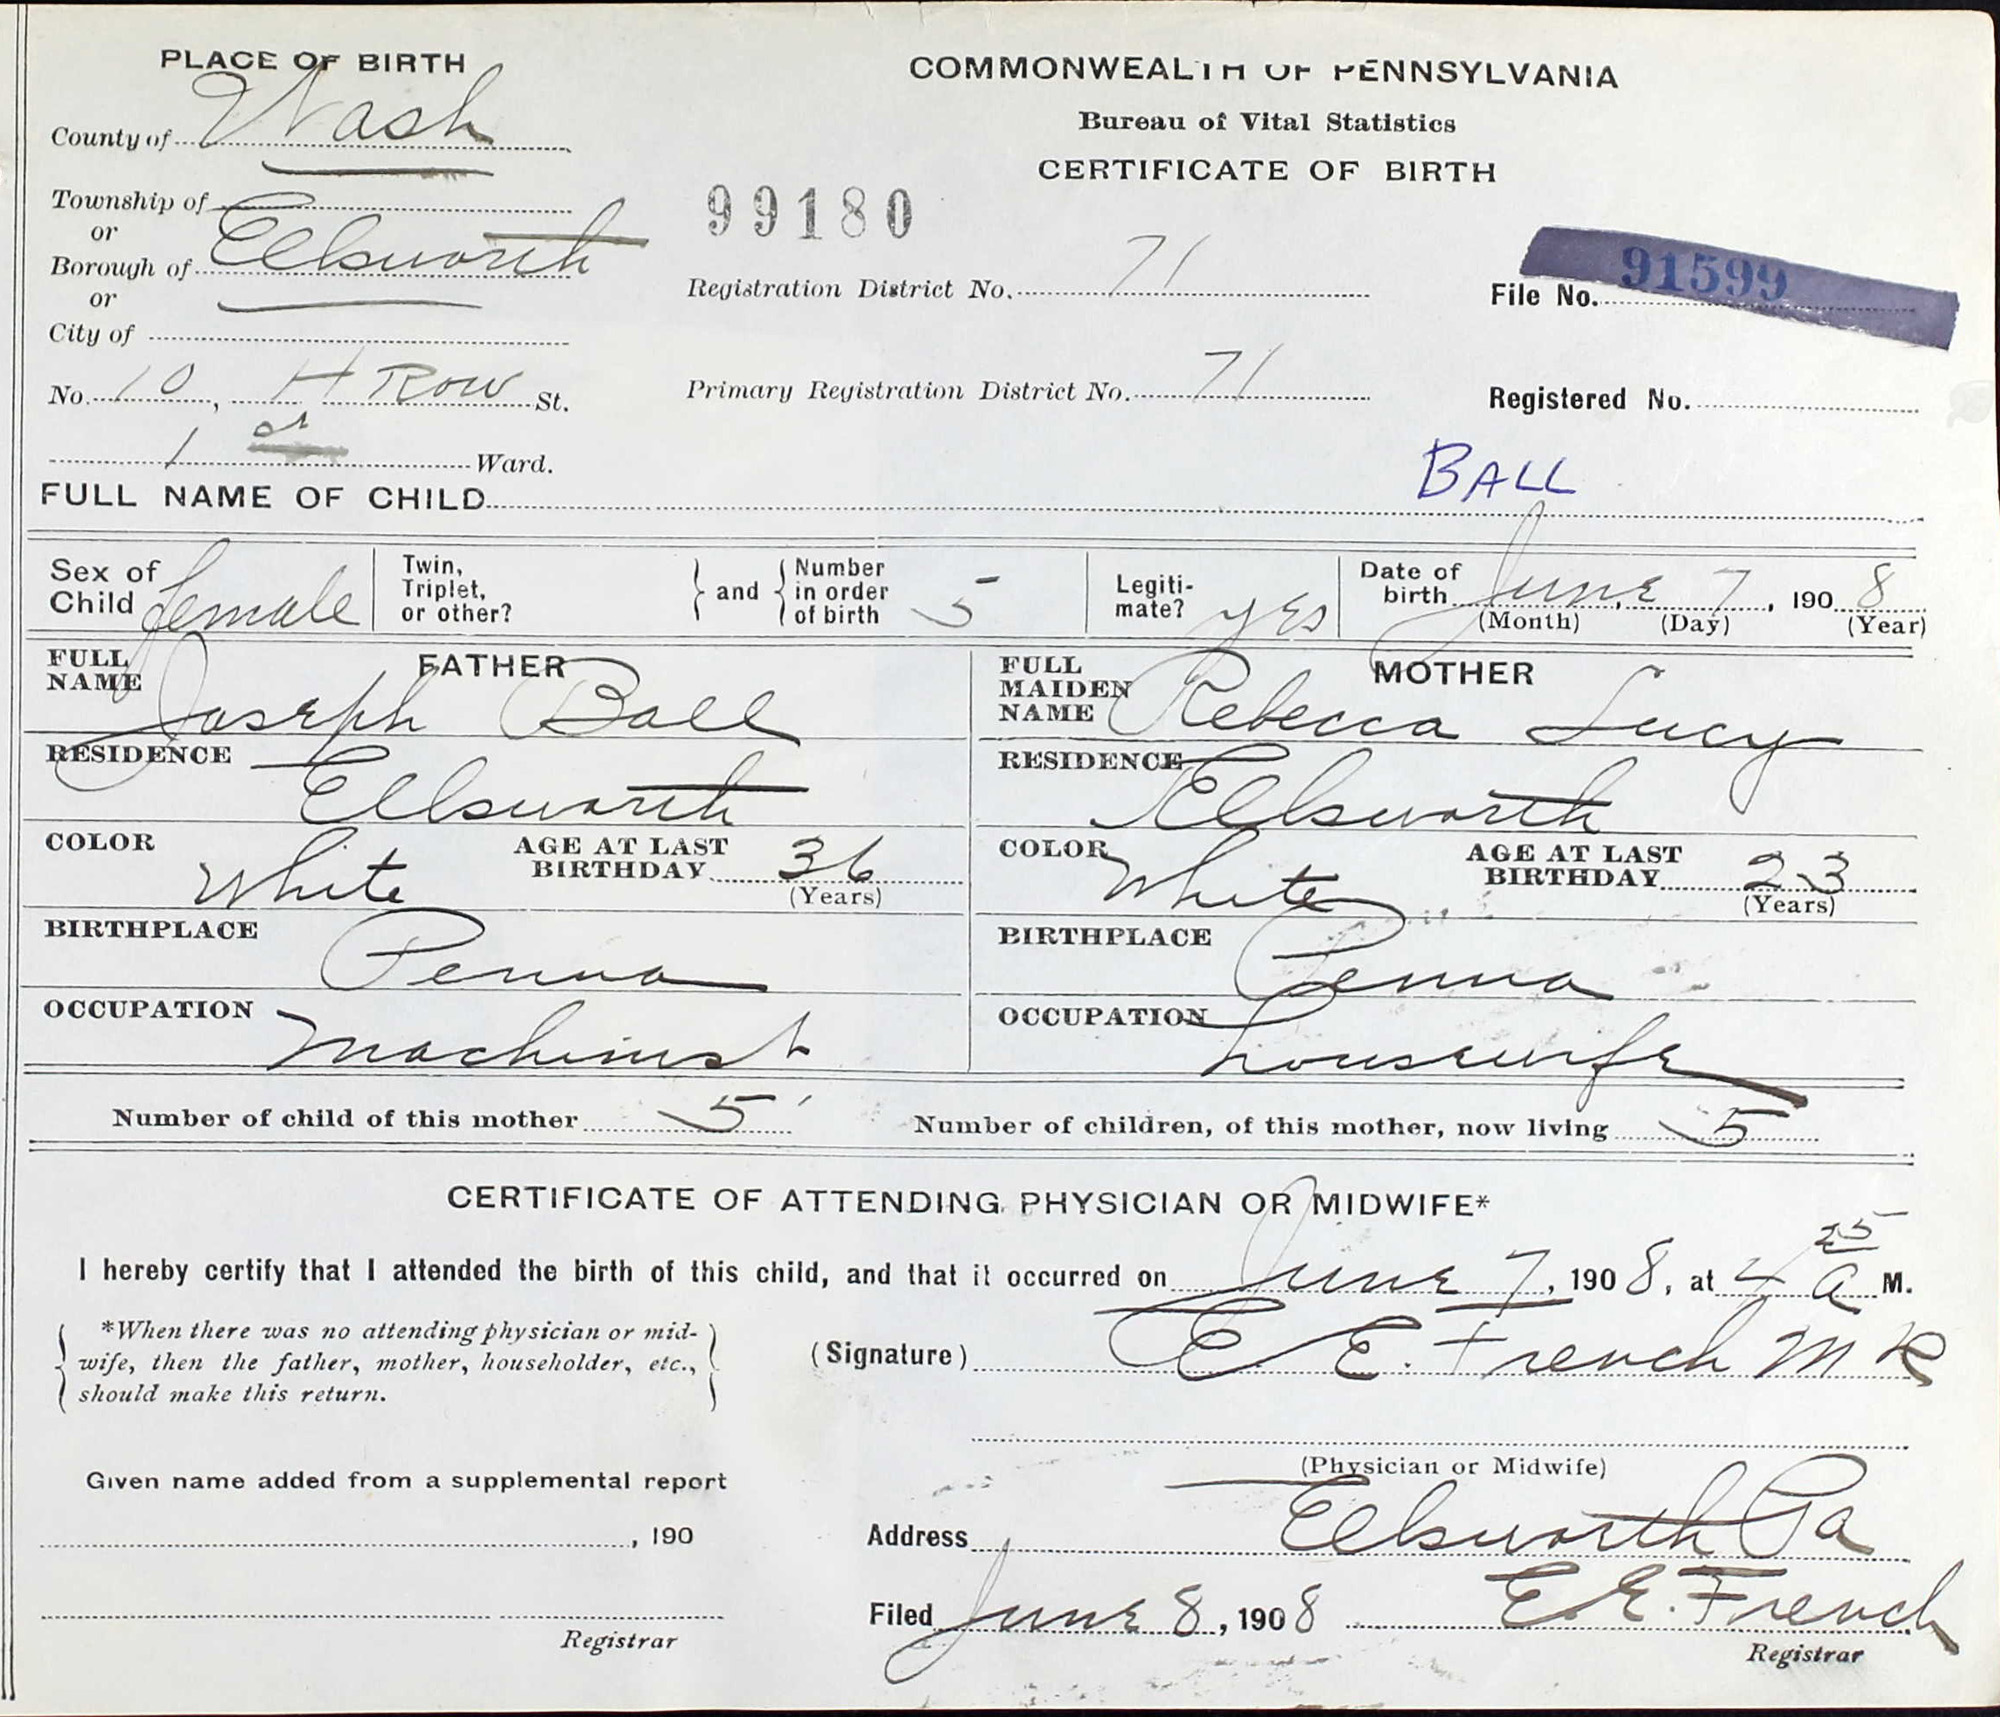 PLACE OF BIRTH
County of Wash
Township of
or
Borough of Ellsworth
or
City of
No. 10, H Row St.
1 st Ward.
COMMONWEALTH OF PENNSYLVANIA
Bureau of Vital Statistics
CERTIFICATE OF BIRTH
99180
Registration District No. 71
File No. 91599
Primary Registration District No. 71
Registered No.
BALL
FULL NAME OF CHILD
Sex of Child female
Twin, Triplet, or other?
} and { Number in order of birth 5
Legitimate? yes
Date of birth June 7, 1908
(Month) (Day) (Year)
FATHER
FULL NAME Joseph Ball
RESIDENCE Ellsworth
COLOR White AGE AT LAST BIRTHDAY 36
(Years)
BIRTHPLACE Penna
OCCUPATION Machinist
MOTHER
FULL MAIDEN NAME Rebecca Lucy
RESIDENCE Ellsworth
COLOR White AGE AT LAST BIRTHDAY 23
(Years)
BIRTHPLACE Penna
OCCUPATION housewife
Number of child of this mother 5 Number of children, of this mother, now living 5
CERTIFICATE OF ATTENDING PHYSICIAN OR MIDWIFE*
I hereby certify that I attended the birth of this child, and that it occurred on June 7, 1908, at 4 25 a M.
*When there was no attending physician or mid-
wife, then the father, mother, householder, etc.,
should make this return.
(Signature) E. E. French
(Physician or Midwife)
Given name added from a supplemental report
, 190
Registrar
Address Ellsworth Pa
Filed June 8, 1908 E. E. French
Registrar